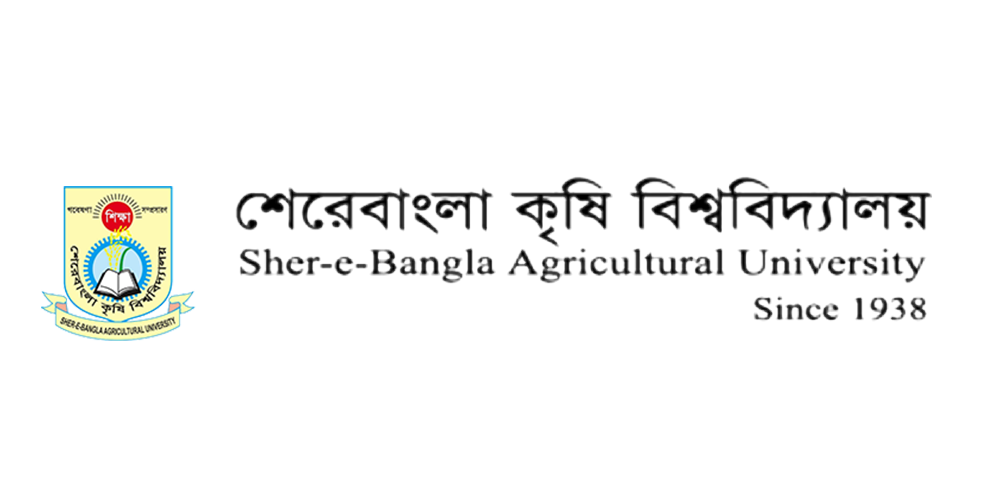 গবেষণা
শিক্ষা
সম্প্রসারণ
শেরেবাংলা কৃষি বিশ্ববিদ্যালয়
SHER-E-BANGLA AGRICULTURAL UNIVERSITY
শেরেবাংলা কৃষি বিশ্ববিদ্যালয়
Sher-e-Bangla Agricultural University
Since 1938